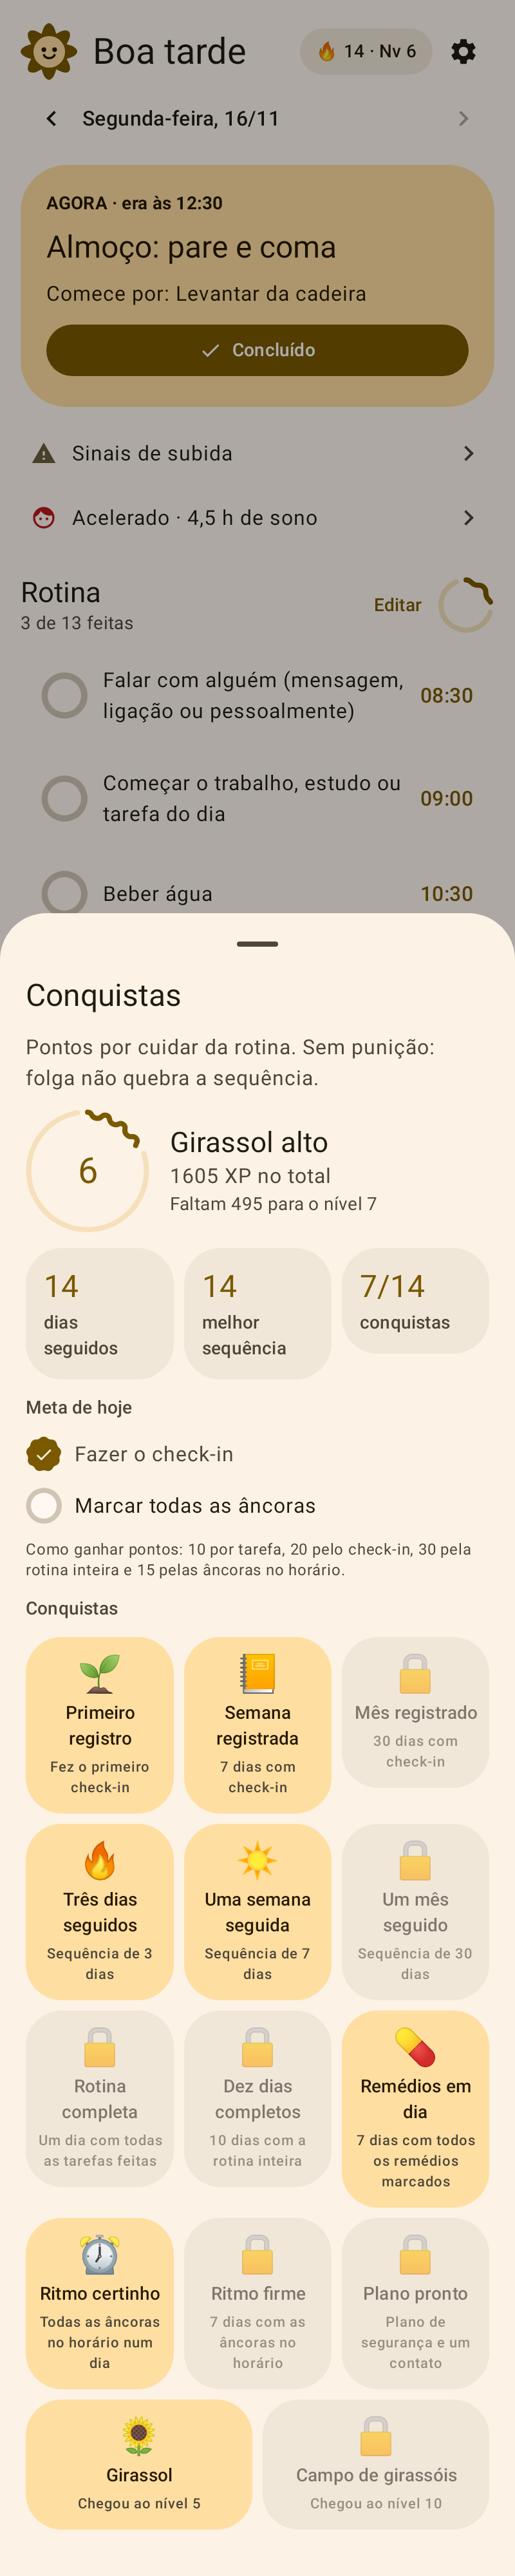 Boa tarde
14 · Nv 6
Segunda-feira, 16/11
AGORA · era às 12:30
Almoço: pare e coma
Comece por: Levantar da cadeira
Concluído
Sinais de subida
Acelerado · 4,5 h de sono
Rotina
3 de 13 feitas
Editar
Falar com alguém (mensagem,
ligação ou pessoalmente)
08:30
Começar o trabalho, estudo ou
tarefa do dia
09:00
Beber água
10:30
Conquistas
Pontos por cuidar da rotina. Sem punição:
folga não quebra a sequência.
6
Girassol alto
1605 XP no total
Faltam 495 para o nível 7
14
dias
seguidos
14
melhor
sequência
7/14
conquistas
Meta de hoje
Fazer o check-in
Marcar todas as âncoras
Como ganhar pontos: 10 por tarefa, 20 pelo check-in, 30 pela
rotina inteira e 15 pelas âncoras no horário.
Conquistas
Primeiro
registro
Fez o primeiro
check-in
Semana
registrada
7 dias com
check-in
Mês registrado
30 dias com
check-in
Três dias
seguidos
Sequência de 3
dias
Uma semana
seguida
Sequência de 7
dias
Um mês
seguido
Sequência de 30
dias
Rotina
completa
Um dia com todas
as tarefas feitas
Dez dias
completos
10 dias com a
rotina inteira
Remédios em
dia
7 dias com todos
os remédios
marcados
Ritmo certinho
Todas as âncoras
no horário num
dia
Ritmo firme
7 dias com as
âncoras no
horário
Plano pronto
Plano de
segurança e um
contato
Girassol
Chegou ao nível 5
Campo de girassóis
Chegou ao nível 10